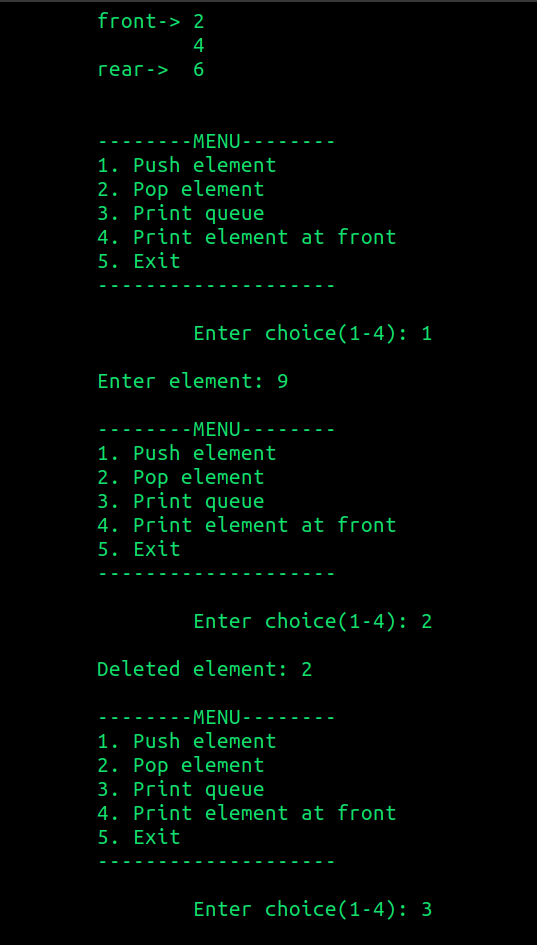 front-> 2
4
rear-> 6
--------MENU--------
1. Push element
2. Pop element
3. Print queue
4. Print element at front
5. Exit
--------------------
Enter choice(1-4): 1
Enter element: 9
--------MENU--------
1. Push element
2. Pop element
3. Print queue
4. Print element at front
5. Exit
--------------------
Enter choice(1-4): 2
Deleted element: 2
--------MENU--------
1. Push element
2. Pop element
3. Print queue
4. Print element at front
5. Exit
--------------------
Enter choice(1-4): 3